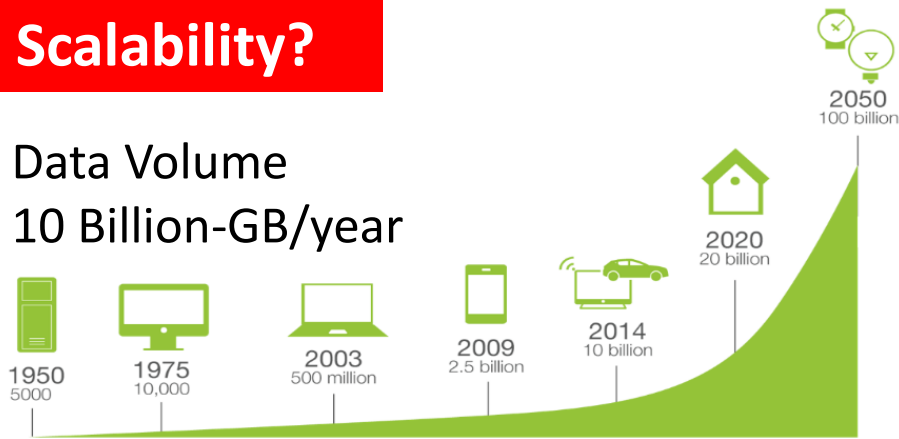 Scalability?
Data Volume
10 Billion-GB/year
1950
5000
1975
10,000
2003
500 million
2009
2.5 billion
2014
10 billion
2020
20 billion
2050
100 billion